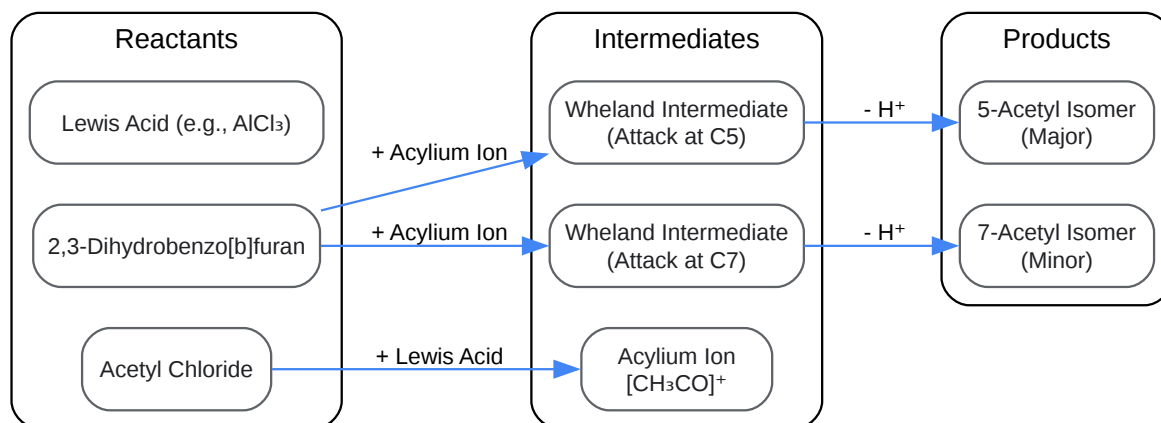 Reactants
Intermediates
Products
Lewis Acid (e.g., AlCl₃)
+ Acylium Ion
Wheland Intermediate
(Attack at C5)
- H⁺
5-Acetyl Isomer
(Major)
2,3-Dihydrobenzo[b]furan
+ Acylium Ion
Wheland Intermediate
(Attack at C7)
- H⁺
7-Acetyl Isomer
(Minor)
Acetyl Chloride
+ Lewis Acid
Acylium Ion
[CH₃CO]⁺